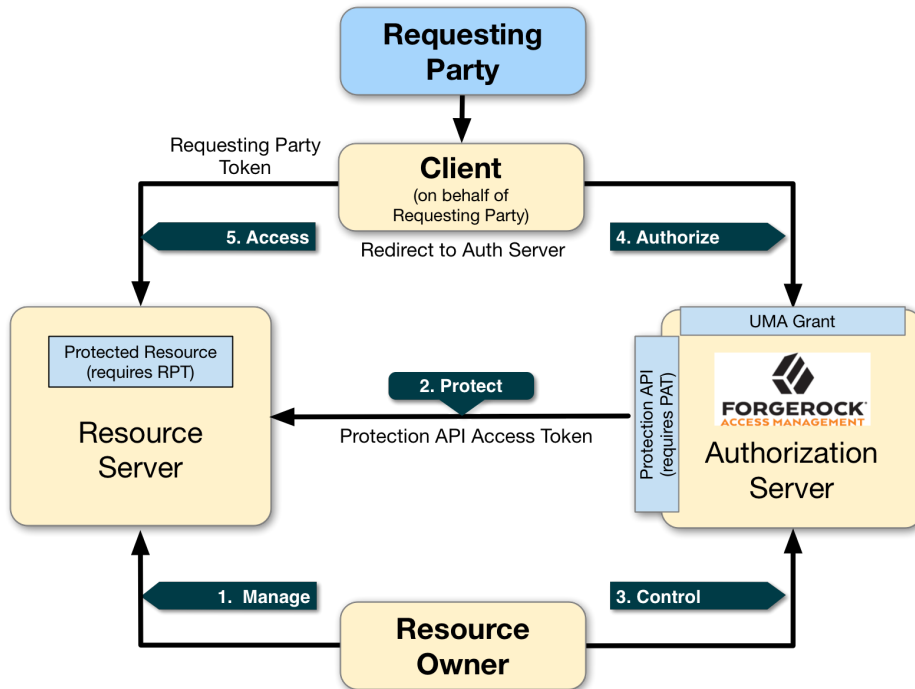 Requesting
Party
Requesting Party
Token
Client
(on behalf of
Requesting Party)
5. Access
Redirect to Auth Server
4. Authorize
UMA Grant
Protected Resource
(requires RPT)
Resource
Server
2. Protect
Protection API Access Token
Protection API
(requires PAT)
FORGEROCK®
ACCESS MANAGEMENT
Authorization
Server
1. Manage
3. Control
Resource
Owner